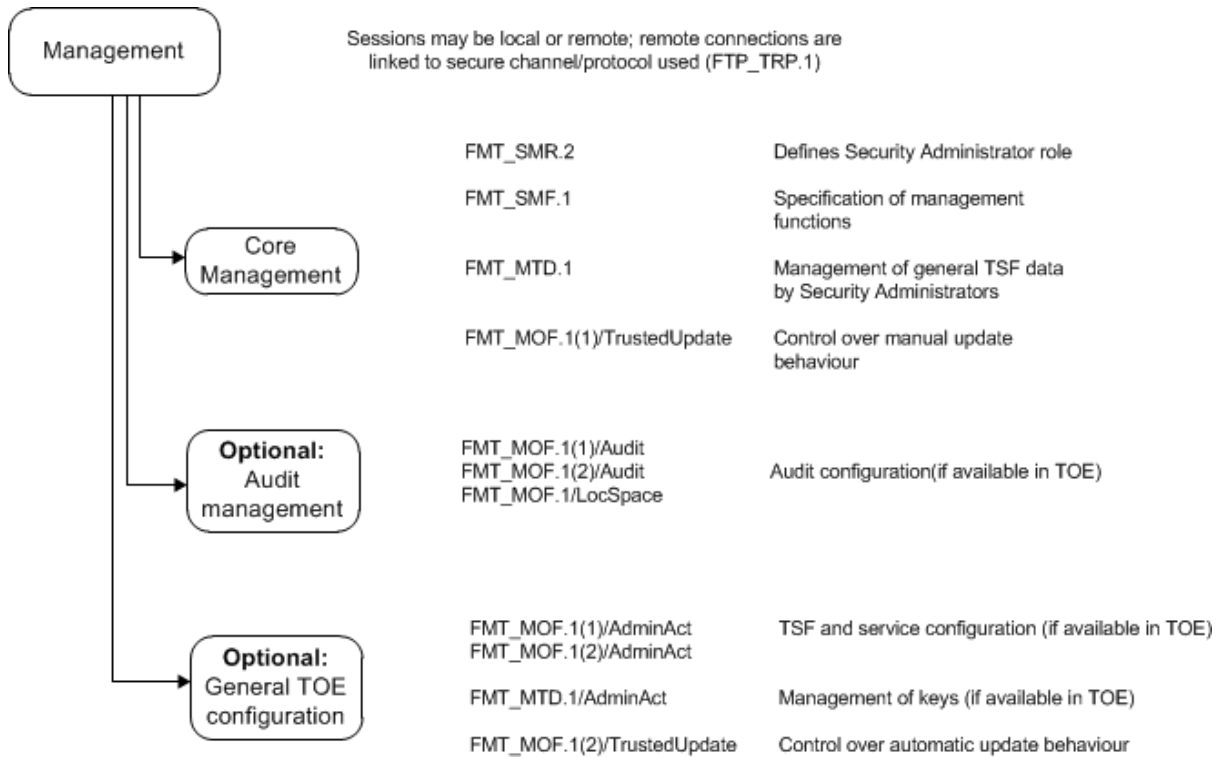 Management
Sessions may be local or remote; remote connections are
linked to secure channel/protocol used (FTP_TRP.1)
Core
Management
FMT_SMR.2 Defines Security Administrator role
FMT_SMF.1 Specification of management
functions
FMT_MTD.1 Management of general TSF data
by Security Administrators
FMT_MOF.1(1)/TrustedUpdate Control over manual update
behaviour
Optional:
Audit
management
FMT_MOF.1(1)/Audit
FMT_MOF.1(2)/Audit Audit configuration(if available in TOE)
FMT_MOF.1/LocSpace
Optional:
General TOE
configuration
FMT_MOF.1(1)/AdminAct TSF and service configuration (if available in TOE)
FMT_MOF.1(2)/AdminAct
FMT_MTD.1/AdminAct Management of keys (if available in TOE)
FMT_MOF.1(2)/TrustedUpdate Control over automatic update behaviour